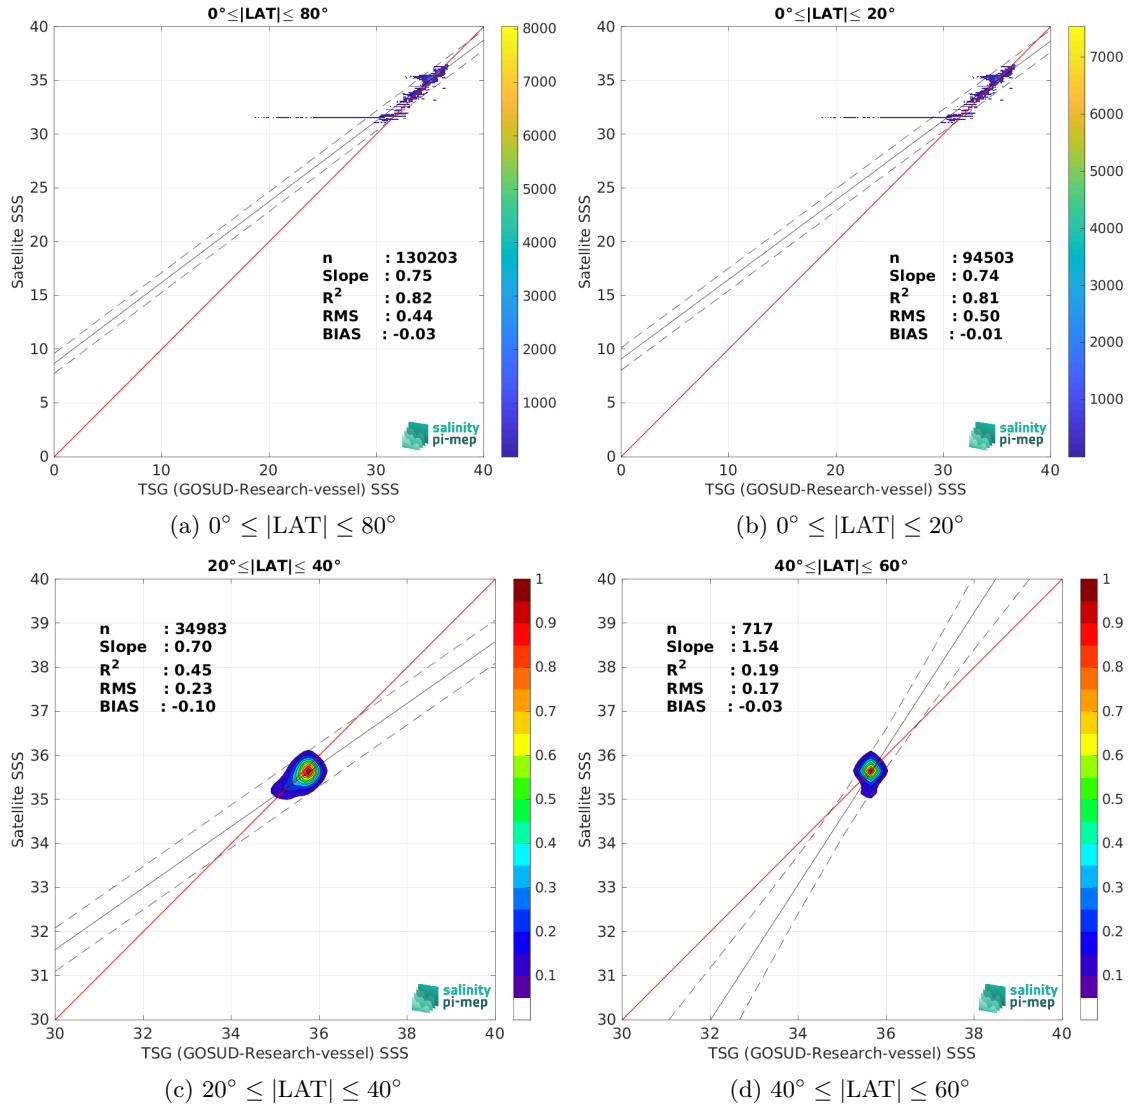 0°≤|LAT|≤ 80°
40
35
30
25
20
15
10
5
0
Satellite SSS
n : 130203
Slope : 0.75
R² : 0.82
RMS : 0.44
BIAS : -0.03
salinity
pi-mep
0 10 20 30 40
TSG (GOSUD-Research-vessel) SSS
8000
7000
6000
5000
4000
3000
2000
1000
(a) 0° ≤ |LAT| ≤ 80°
0°≤|LAT|≤ 20°
40
35
30
25
20
15
10
5
0
Satellite SSS
n : 94503
Slope : 0.74
R² : 0.81
RMS : 0.50
BIAS : -0.01
salinity
pi-mep
0 10 20 30 40
TSG (GOSUD-Research-vessel) SSS
7000
6000
5000
4000
3000
2000
1000
(b) 0° ≤ |LAT| ≤ 20°
20°≤|LAT|≤ 40°
40
39
38
37
36
35
34
33
32
31
30
Satellite SSS
n : 34983
Slope : 0.70
R² : 0.45
RMS : 0.23
BIAS : -0.10
salinity
pi-mep
30 32 34 36 38 40
TSG (GOSUD-Research-vessel) SSS
1
0.9
0.8
0.7
0.6
0.5
0.4
0.3
0.2
0.1
(c) 20° ≤ |LAT| ≤ 40°
40°≤|LAT|≤ 60°
40
39
38
37
36
35
34
33
32
31
30
Satellite SSS
n : 717
Slope : 1.54
R² : 0.19
RMS : 0.17
BIAS : -0.03
salinity
pi-mep
30 32 34 36 38 40
TSG (GOSUD-Research-vessel) SSS
1
0.9
0.8
0.7
0.6
0.5
0.4
0.3
0.2
0.1
(d) 40° ≤ |LAT| ≤ 60°